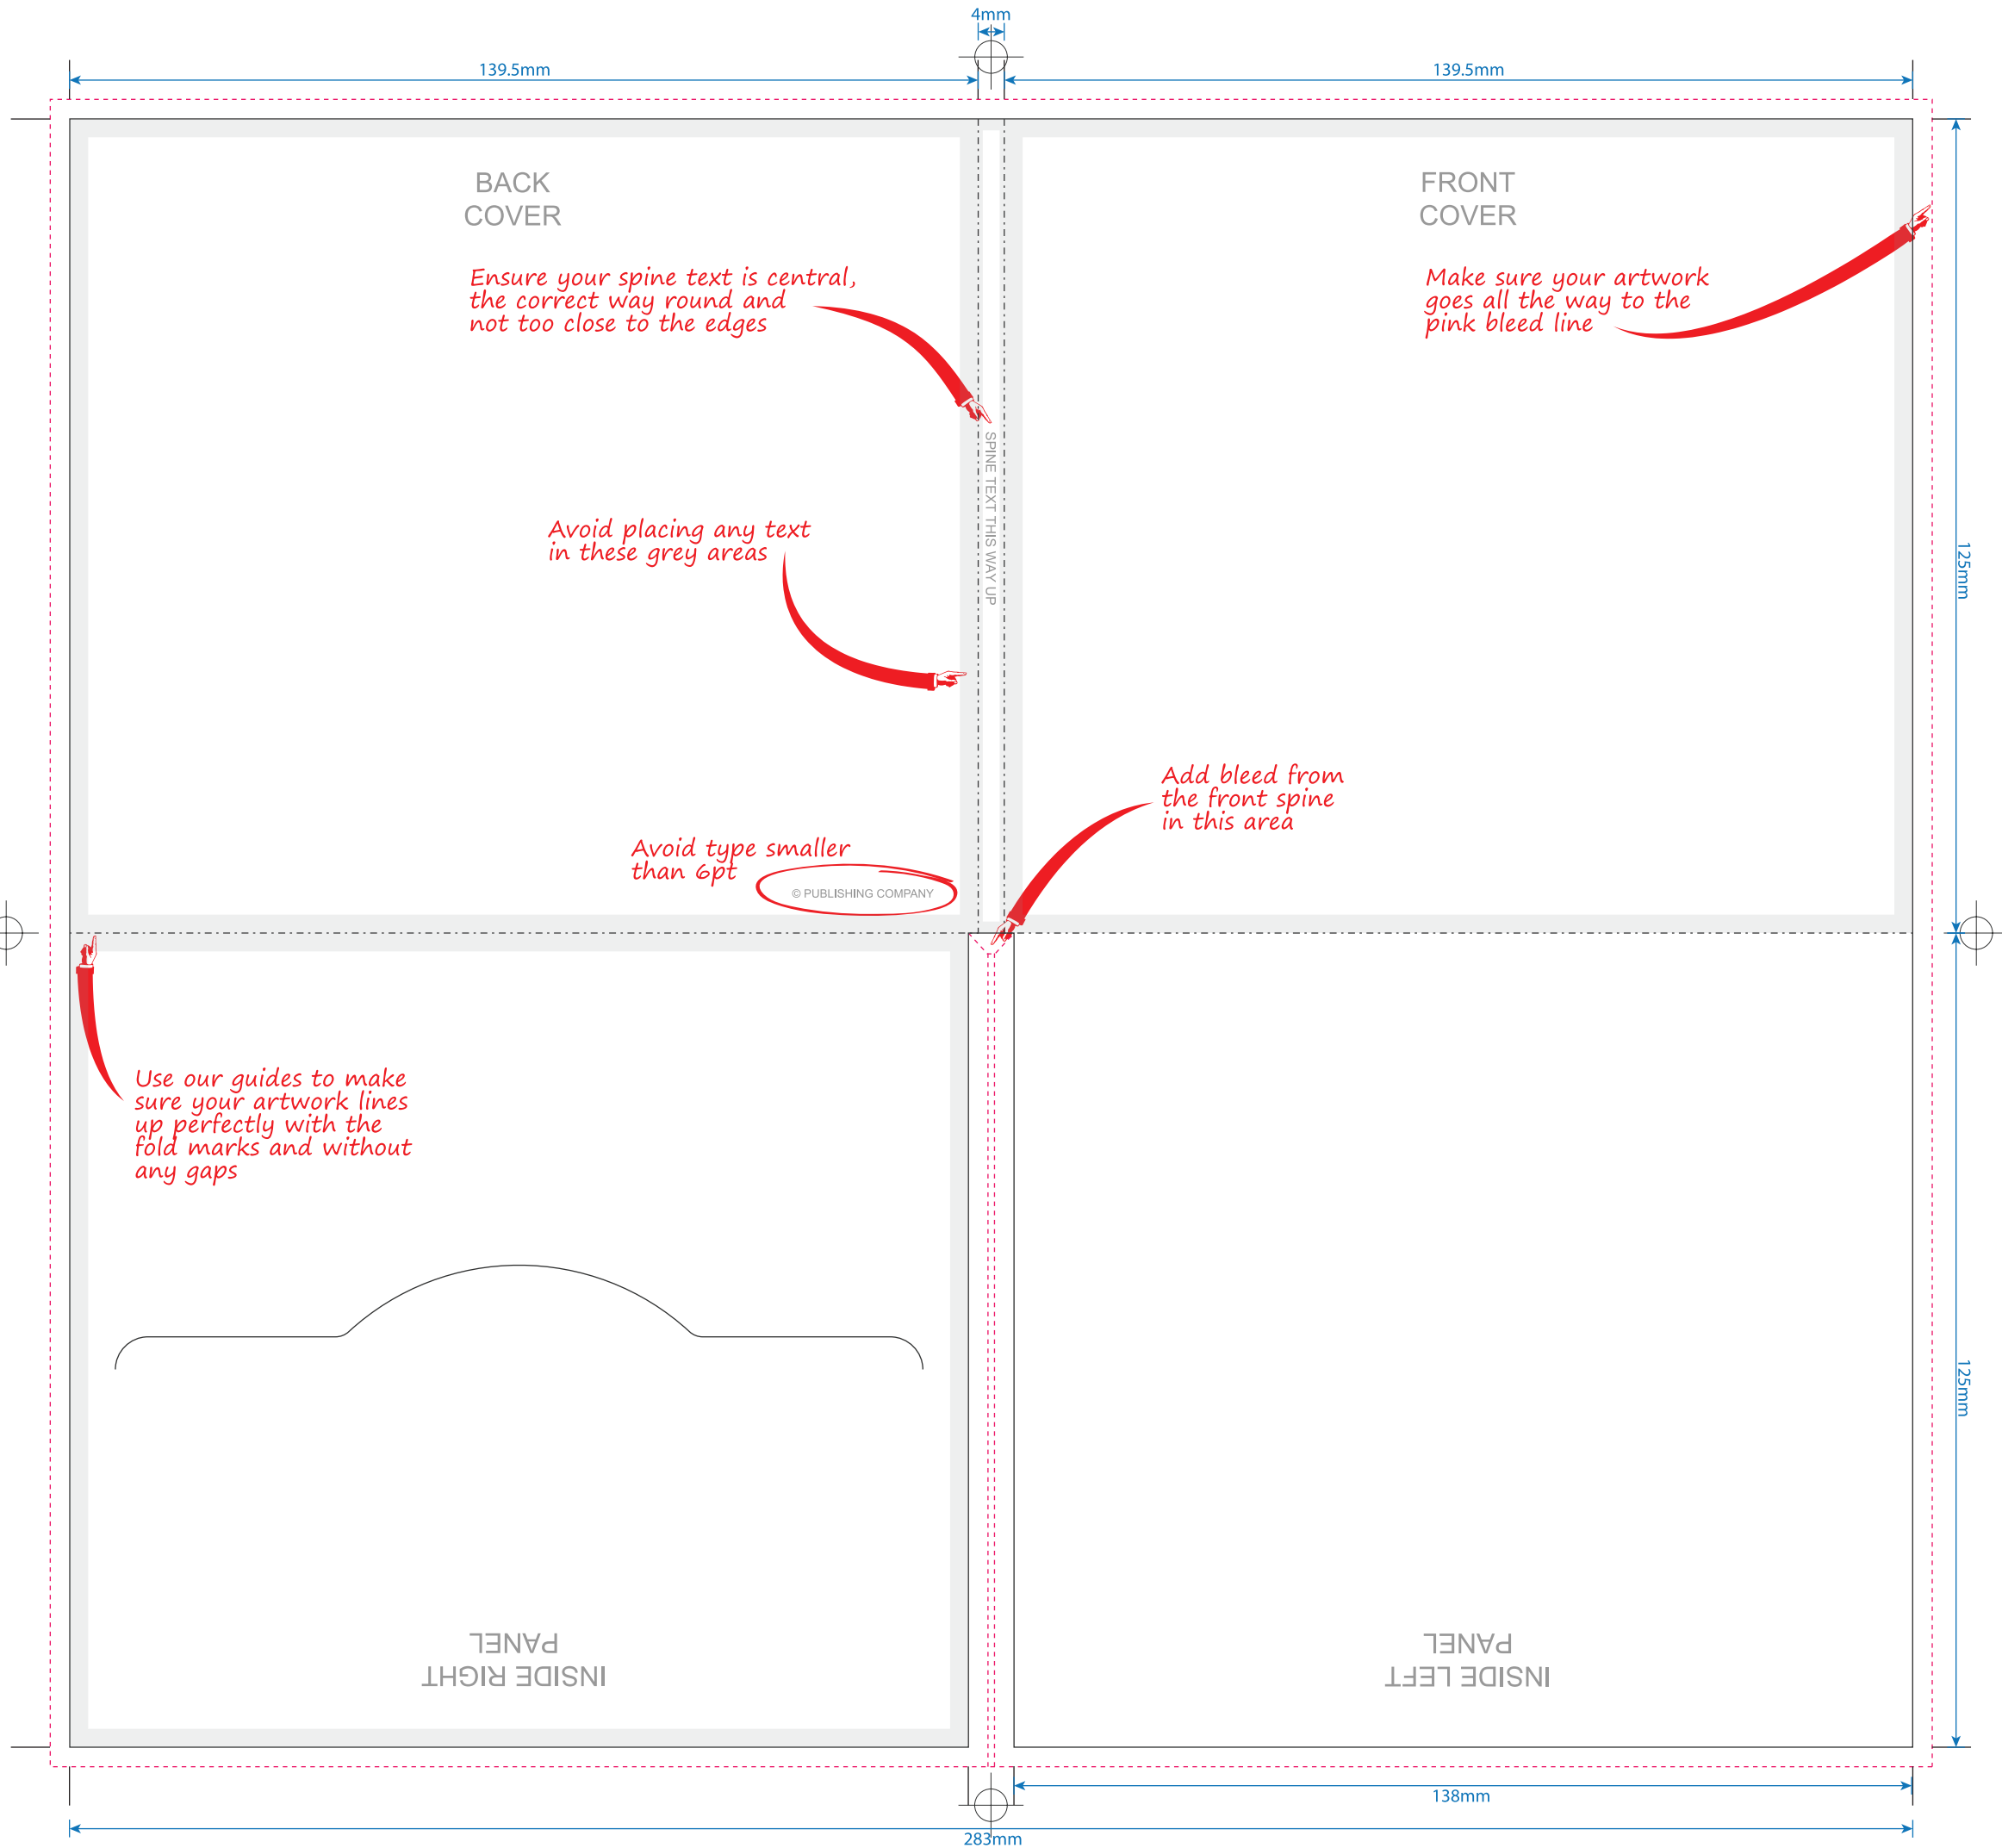 4mm
139.5mm
139.5mm
BACK
COVER
FRONT
COVER
Ensure your spine text is central,
the correct way round and
not too close to the edges
Make sure your artwork
goes all the way to the
pink bleed line
SPINE TEXT THIS WAY UP
Avoid placing any text
in these grey areas
125mm
Add bleed from
the front spine
in this area
Avoid type smaller
than 6pt
© PUBLISHING COMPANY
Use our guides to make
sure your artwork lines
up perfectly with the
fold marks and without
any gaps
125mm
INSIDE RIGHT
PANEL
INSIDE LEFT
PANEL
138mm
283mm